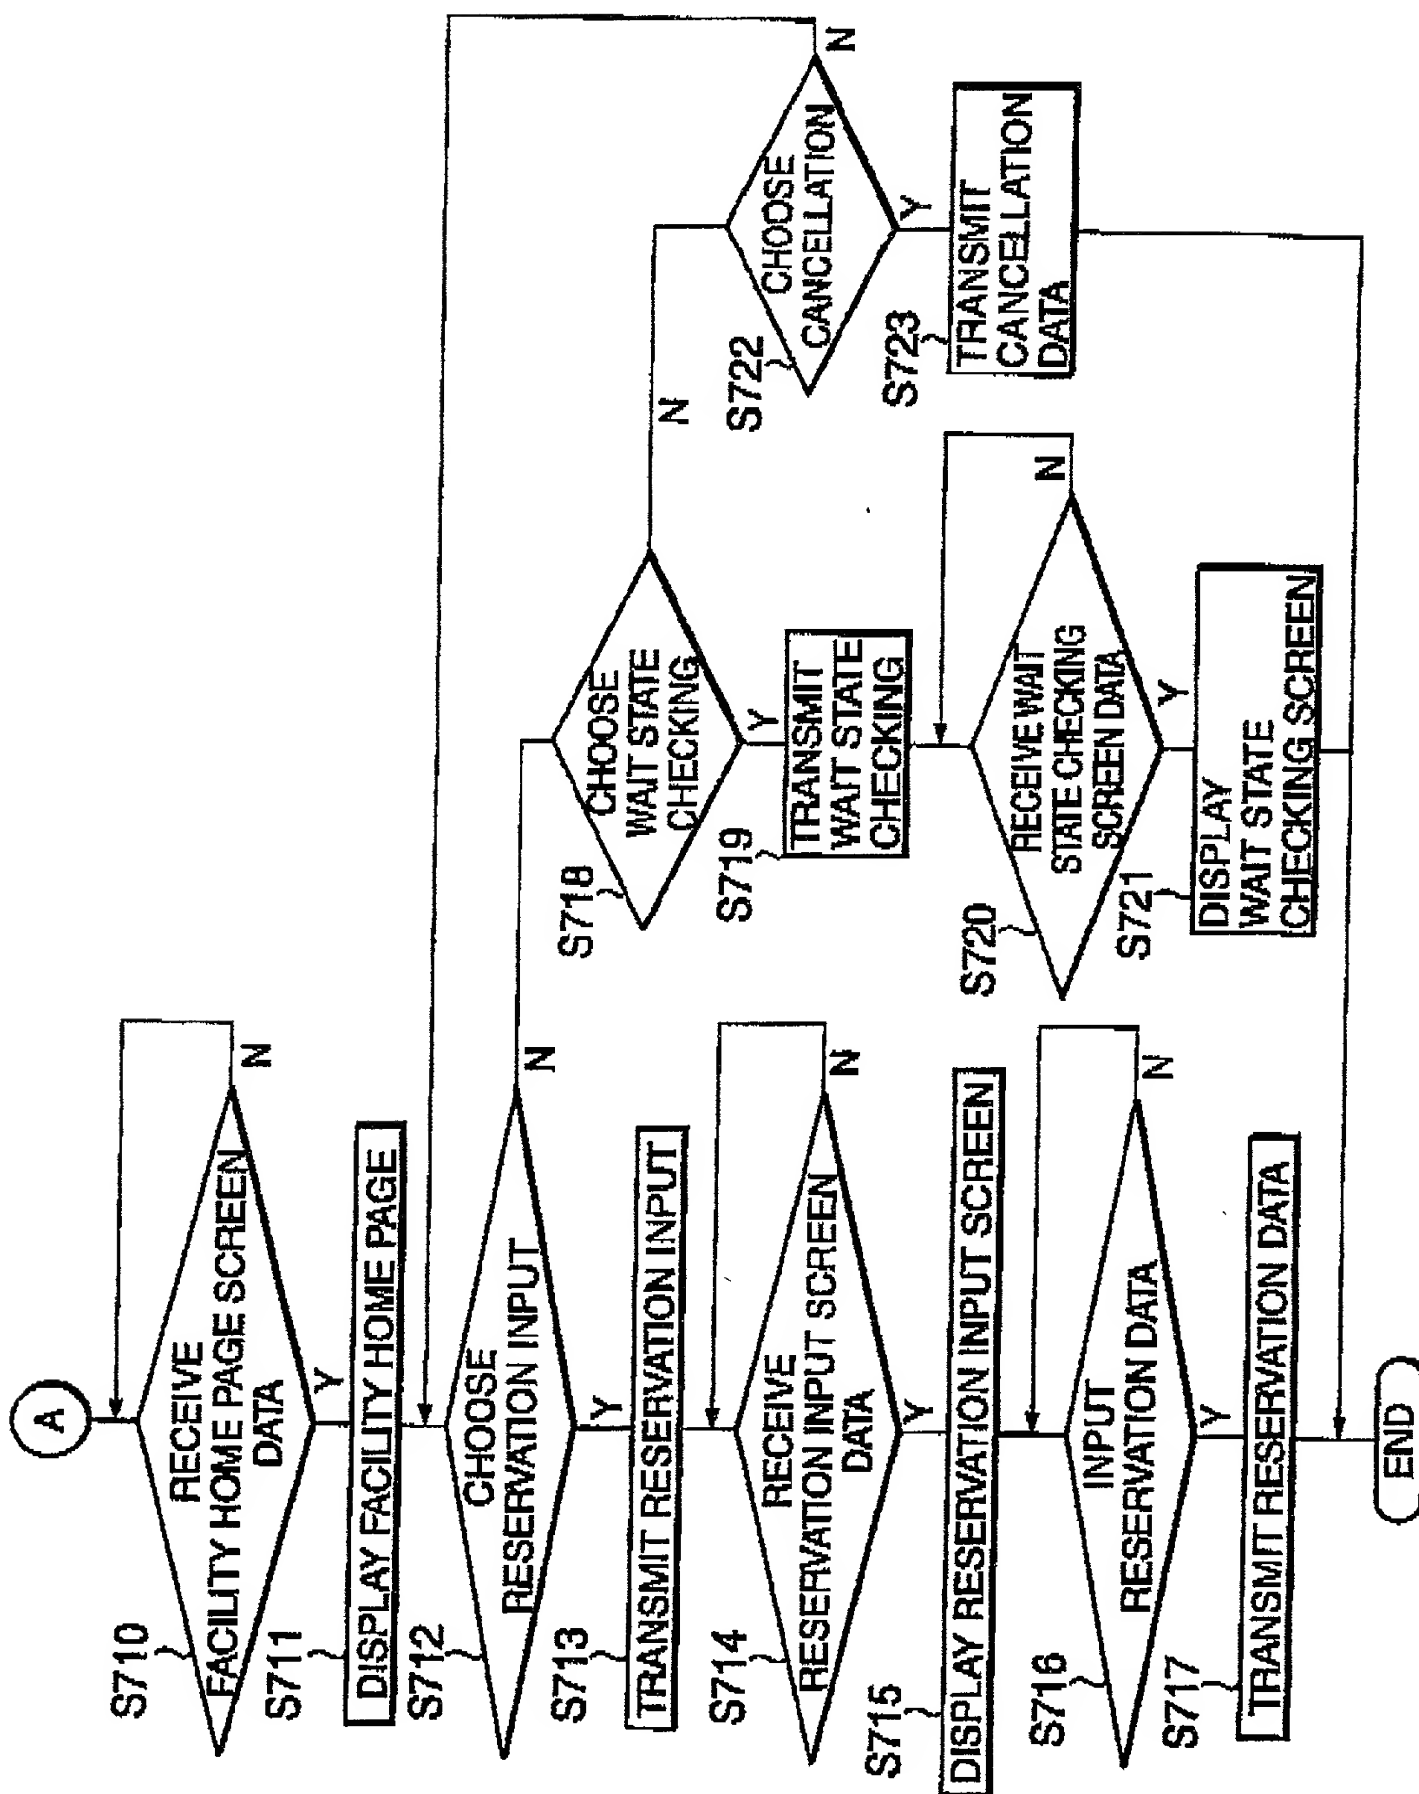 A
S710
RECEIVE
FACILITY HOME PAGE SCREEN
DATA
N
Y
S711
DISPLAY FACILITY HOME PAGE
S712
CHOOSE
RESERVATION INPUT
N
Y
S713
TRANSMIT RESERVATION INPUT
S714
RECEIVE
RESERVATION INPUT SCREEN
DATA
N
Y
S715
DISPLAY RESERVATION INPUT SCREEN
S716
INPUT
RESERVATION DATA
N
Y
S717
TRANSMIT RESERVATION DATA
END
S718
CHOOSE
WAIT STATE
CHECKING
N
Y
S719
TRANSMIT
WAIT STATE
CHECKING
S720
RECEIVE WAIT
STATE CHECKING
SCREEN DATA
N
Y
S721
DISPLAY
WAIT STATE
CHECKING SCREEN
S722
CHOOSE
CANCELLATION
N
Y
S723
TRANSMIT
CANCELLATION
DATA